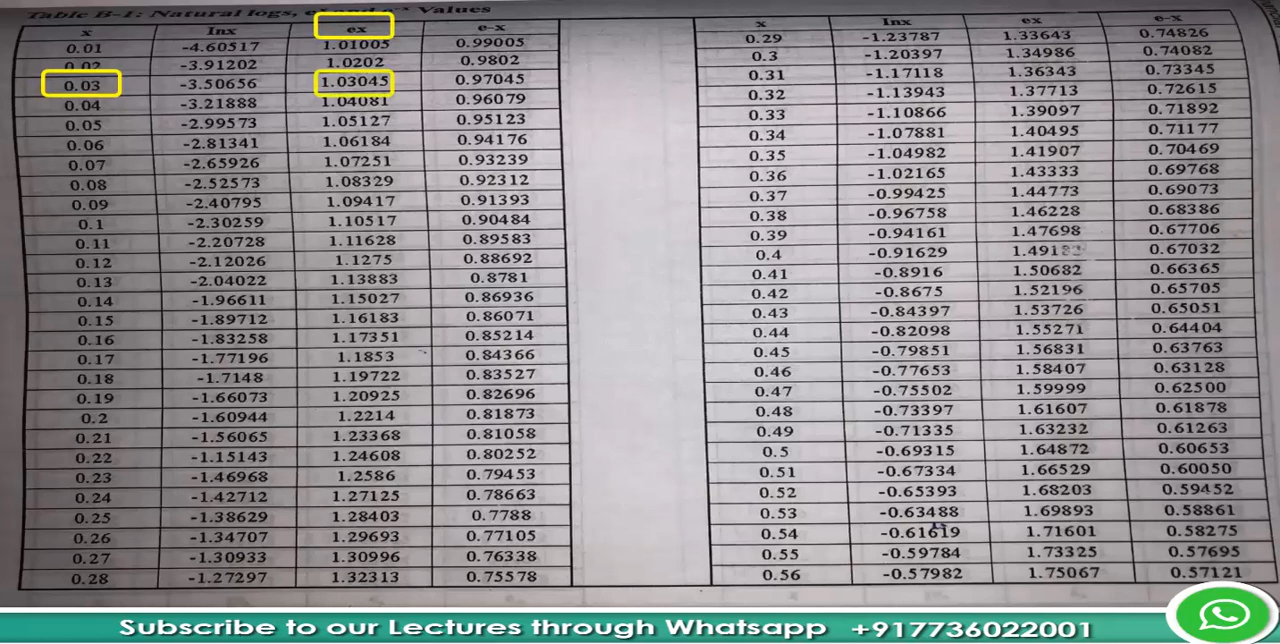 Table B-1: Natural logs, and e⁻ˣ Values
x Inx ex e-x
0.01 -4.60517 1.01005 0.99005
0.02 -3.91202 1.0202 0.9802
0.03 -3.50656 1.03045 0.97045
0.04 -3.21888 1.04081 0.96079
0.05 -2.99573 1.05127 0.95123
0.06 -2.81341 1.06184 0.94176
0.07 -2.65926 1.07251 0.93239
0.08 -2.52573 1.08329 0.92312
0.09 -2.40795 1.09417 0.91393
0.1 -2.30259 1.10517 0.90484
0.11 -2.20728 1.11628 0.89583
0.12 -2.12026 1.1275 0.88692
0.13 -2.04022 1.13883 0.8781
0.14 -1.96611 1.15027 0.86936
0.15 -1.89712 1.16183 0.86071
0.16 -1.83258 1.17351 0.85214
0.17 -1.77196 1.1853 0.84366
0.18 -1.7148 1.19722 0.83527
0.19 -1.66073 1.20925 0.82696
0.2 -1.60944 1.2214 0.81873
0.21 -1.56065 1.23368 0.81058
0.22 -1.15143 1.24608 0.80252
0.23 -1.46968 1.2586 0.79453
0.24 -1.42712 1.27125 0.78663
0.25 -1.38629 1.28403 0.7788
0.26 -1.34707 1.29693 0.77105
0.27 -1.30933 1.30996 0.76338
0.28 -1.27297 1.32313 0.75578
x Inx ex e-x
0.29 -1.23787 1.33643 0.74826
0.3 -1.20397 1.34986 0.74082
0.31 -1.17118 1.36343 0.73345
0.32 -1.13943 1.37713 0.72615
0.33 -1.10866 1.39097 0.71892
0.34 -1.07881 1.40495 0.71177
0.35 -1.04982 1.41907 0.70469
0.36 -1.02165 1.43333 0.69768
0.37 -0.99425 1.44773 0.69073
0.38 -0.96758 1.46228 0.68386
0.39 -0.94161 1.47698 0.67706
0.4 -0.91629 0.67032
0.41 -0.8916 1.50682 0.66365
0.42 -0.8675 1.52196 0.65705
0.43 -0.84397 1.53726 0.65051
0.44 -0.82098 1.55271 0.64404
0.45 -0.79851 1.56831 0.63763
0.46 -0.77653 1.58407 0.63128
0.47 -0.75502 1.59999 0.62500
0.48 -0.73397 1.61607 0.61878
0.49 -0.71335 1.63232 0.61263
0.5 -0.69315 1.64872 0.60653
0.51 -0.67334 1.66529 0.60050
0.52 -0.65393 1.68203 0.59452
0.53 -0.63488 1.69893 0.58861
0.54 -0.61619 1.71601 0.58275
0.55 -0.59784 1.73325 0.57695
0.56 -0.57982 1.75067 0.57121
Subscribe to our Lectures through Whatsapp +917736022001